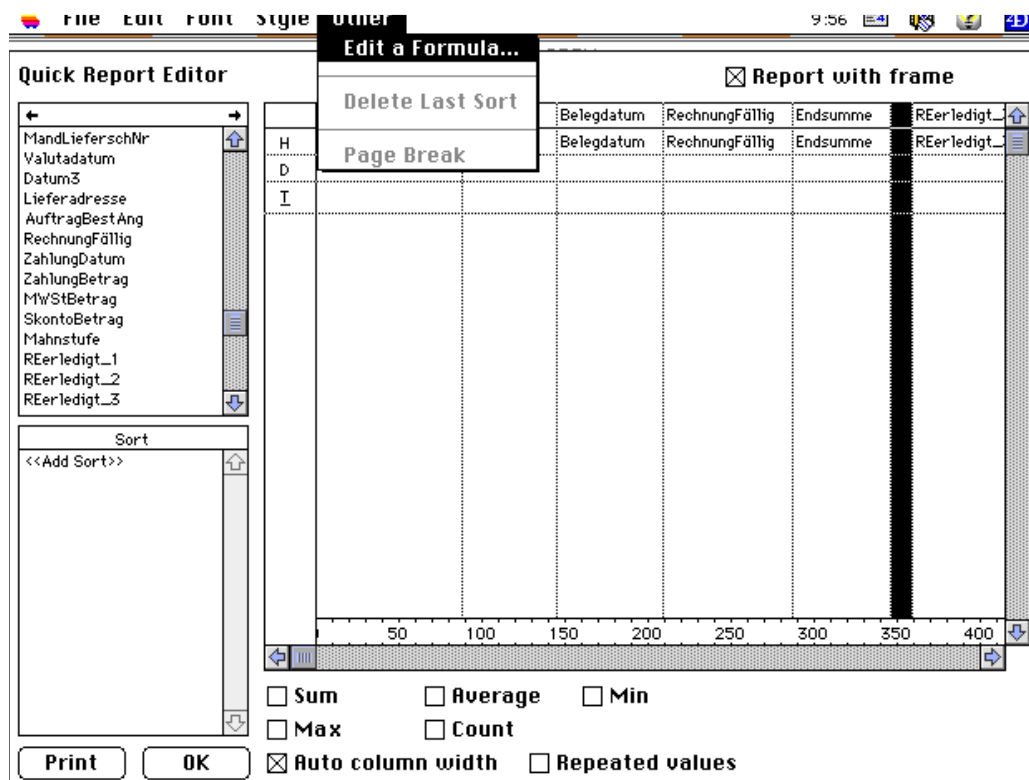 File Edit Font Style Other 9:56
Edit a Formula...
Quick Report Editor
Report with frame
Delete Last Sort
Belegdatum RechnungFällig Endsumme REerledigt_
MandLieferschNr
H Belegdatum RechnungFällig Endsumme REerledigt_
Valutadatum
Page Break
D
Datum3
Lieferadresse
T
AuftragBestAng
RechnungFällig
ZahlungDatum
ZahlungBetrag
MWStBetrag
SkontoBetrag
Mahnstufe
REerledigt_1
REerledigt_2
REerledigt_3
Sort
<<Add Sort>>
50 100 150 200 250 300 350 400
Sum Average Min
Max Count
Print OK Auto column width Repeated values